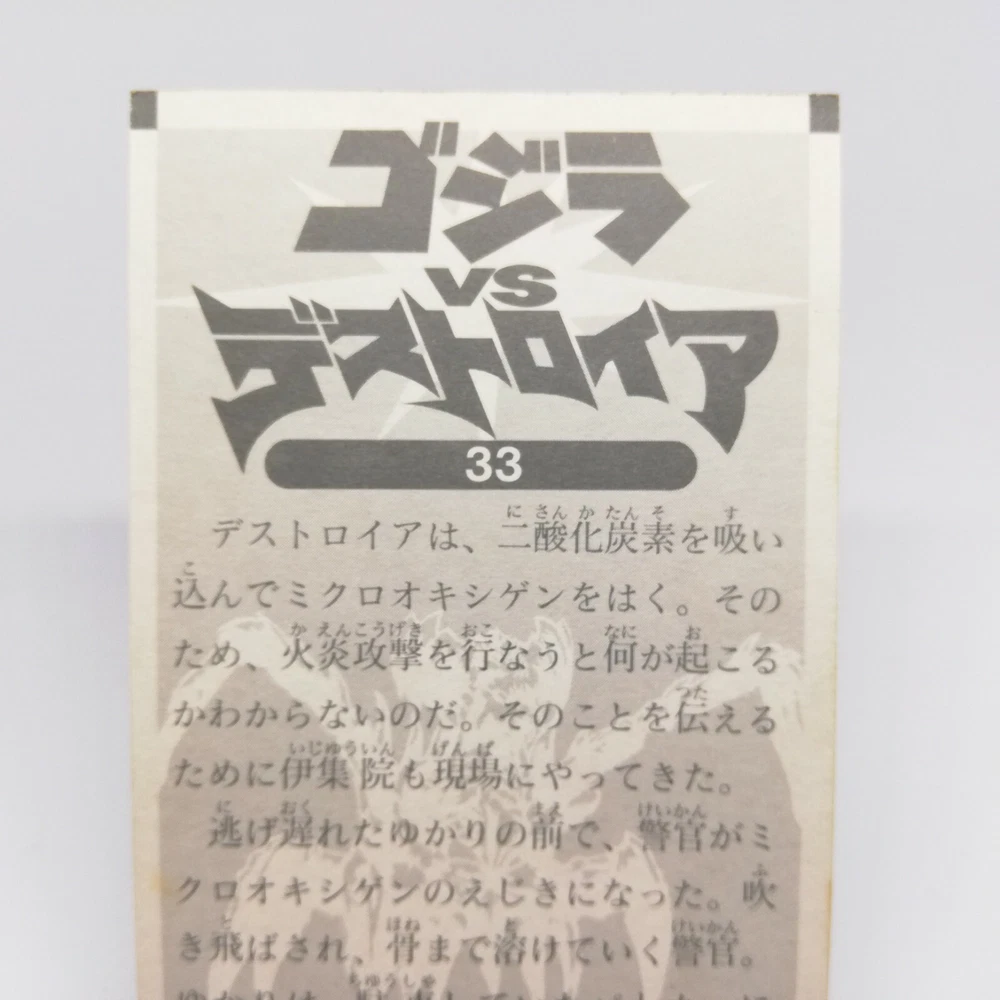 ゴジラ
VS
デストロイア
33
デストロイアは、二酸化炭素を吸い
込んでミクロオキシゲンをはく。その
ため、火炎攻撃を行なうと何が起こる
かわからないのだ。そのことを伝える
ために伊集院も現場にやってきた。
逃げ遅れたゆかりの前で、警官がミ
クロオキシゲンのえじきになった。吹
き飛ばされ、骨まで溶けていく警官。